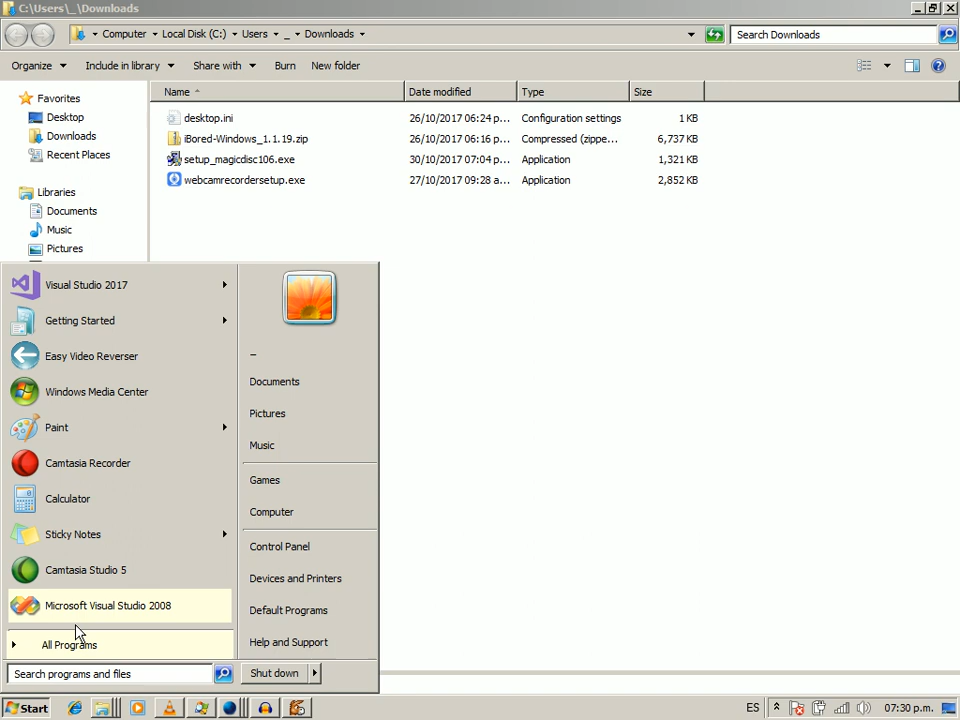 C:\Users\_\Downloads
Computer Local Disk (C:) Users _ Downloads
Search Downloads
Organize Include in library Share with Burn New folder
Name Date modified Type Size
Favorites
Desktop
Downloads
Recent Places
Libraries
Documents
Music
Pictures
desktop.ini 26/10/2017 06:24 p... Configuration settings 1 KB
iBored-Windows_1.1.19.zip 26/10/2017 06:16 p... Compressed (zippe... 6,737 KB
setup_magicdisc106.exe 30/10/2017 07:04 p... Application 1,321 KB
webcamrecordersetup.exe 27/10/2017 09:28 a... Application 2,852 KB
Visual Studio 2017
Getting Started
Easy Video Reverser
Windows Media Center
Paint
Camtasia Recorder
Calculator
Sticky Notes
Camtasia Studio 5
Microsoft Visual Studio 2008
All Programs
Search programs and files
_
Documents
Pictures
Music
Games
Computer
Control Panel
Devices and Printers
Default Programs
Help and Support
Shut down
Start
ES 07:30 p.m.